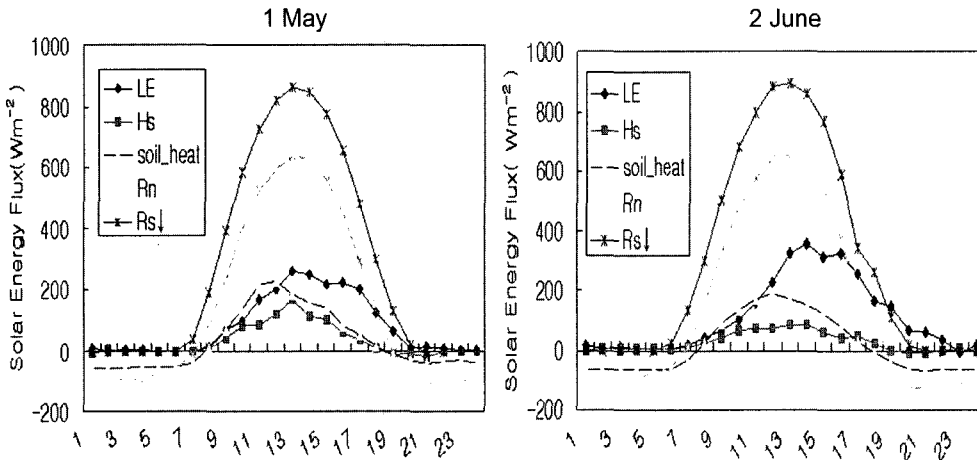 1 May
Solar Energy Flux(Wm⁻²)
1000
800
600
400
200
0
-200
LE
Hs
soil_heat
Rn
Rs↓
1 3 5 7 9 11 13 15 17 19 21 23
2 June
Solar Energy Flux( Wm⁻²)
1000
800
600
400
200
0
-200
LE
Hs
soil_heat
Rn
Rs↓
1 3 5 7 9 11 13 15 17 19 21 23